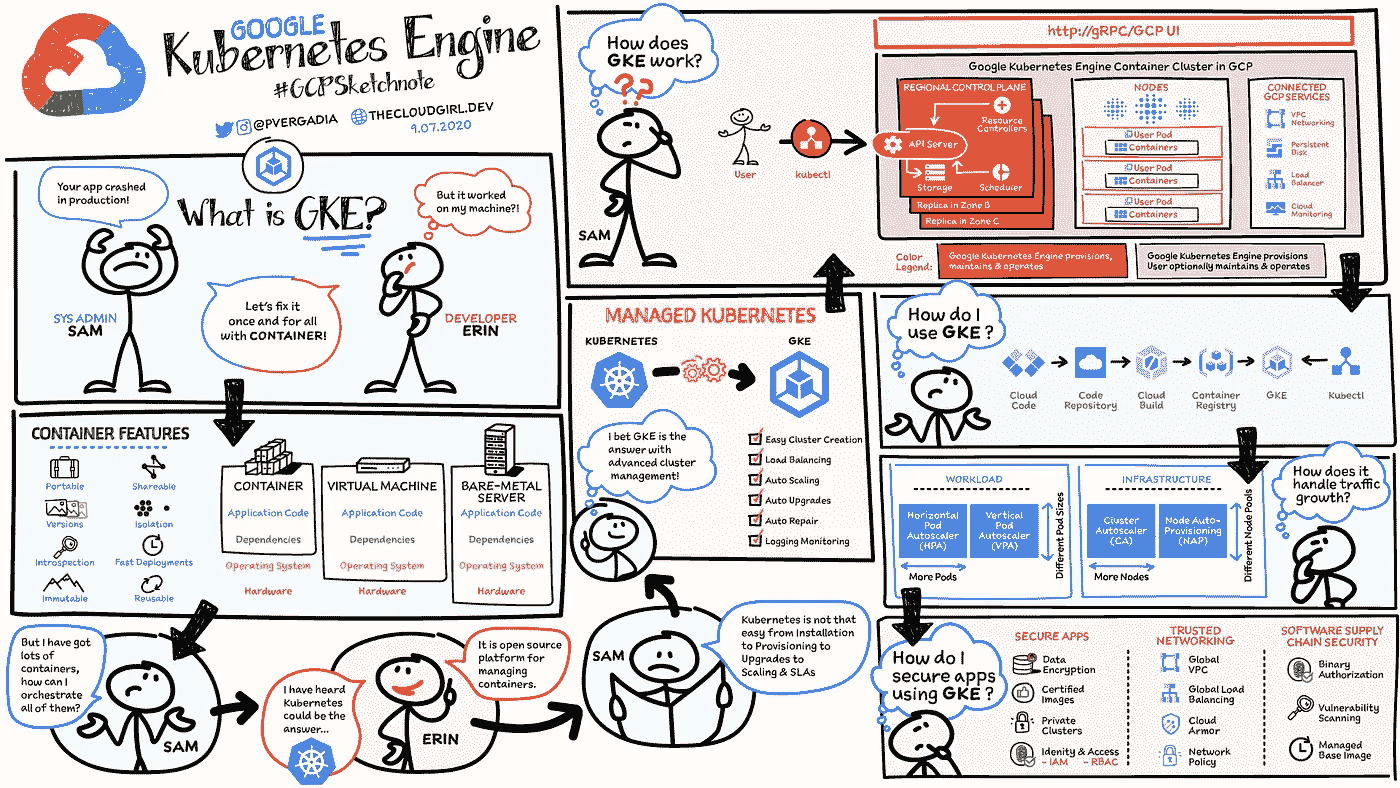 GOOGLE
Kubernetes Engine
#GCPSketchnote
@PVERGADIA
THECLOUDGIRL.DEV
9.07.2020
Your app crashed
in production!
What is GKE?
But it worked
on my machine?!
SYS ADMIN
SAM
Let's fix it
once and for all
with CONTAINER!
DEVELOPER
ERIN
CONTAINER FEATURES
Portable
Shareable
Versions
Isolation
Introspection
Fast Deployments
Immutable
Reusable
CONTAINER
Application Code
Dependencies
Operating System
Hardware
VIRTUAL MACHINE
Application Code
Dependencies
Operating System
Hardware
BARE-METAL
SERVER
Application Code
Dependencies
Operating System
Hardware
But I have got
lots of
containers,
how can I
orchestrate
all of them?
SAM
I have heard
Kubernetes
could be the
answer...
It is open source
platform for
managing
containers.
ERIN
SAM
Kubernetes is not that
easy from Installation
to Provisioning to
Upgrades to
Scaling & SLAs
MANAGED KUBERNETES
KUBERNETES
GKE
I bet GKE is the
answer with
advanced cluster
management!
Easy Cluster Creation
Load Balancing
Auto Scaling
Auto Upgrades
Auto Repair
Logging Monitoring
How does
GKE work?
??
SAM
User
kubectl
http://gRPC/GCP UI
Google Kubernetes Engine Container Cluster in GCP
REGIONAL CONTROL PLANE
Resource
Controllers
API Server
Storage
Scheduler
Replica in Zone B
Replica in Zone C
NODES
User Pod
Containers
User Pod
Containers
User Pod
Containers
CONNECTED
GCP SERVICES
VPC
Networking
Persistent
Disk
Load
Balancer
Cloud
Monitoring
Color
Legend:
Google Kubernetes Engine provisions,
maintains & operates
Google Kubernetes Engine provisions
User optionally maintains & operates
How do I
use GKE ?
Cloud
Code
Code
Repository
Cloud
Build
Container
Registry
GKE
Kubectl
WORKLOAD
Horizontal
Pod
Autoscaler
(HPA)
Vertical
Pod
Autoscaler
(VPA)
More Pods
Different Pod Sizes
INFRASTRUCTURE
Cluster
Autoscaler
(CA)
Node Auto-
Provisioning
(NAP)
More Nodes
Different Node Pools
How does it
handle traffic
growth?
How do I
secure apps
using GKE ?
SECURE APPS
Data
Encryption
Certified
Images
Private
Clusters
Idenity & Access
- IAM - RBAC
TRUSTED
NETWORKING
Global
VPC
Global Load
Balancing
Cloud
Armor
Network
Policy
SOFTWARE SUPPLY
CHAIN SECURITY
Binary
Authorization
Vulnerability
Scanning
Managed
Base Image